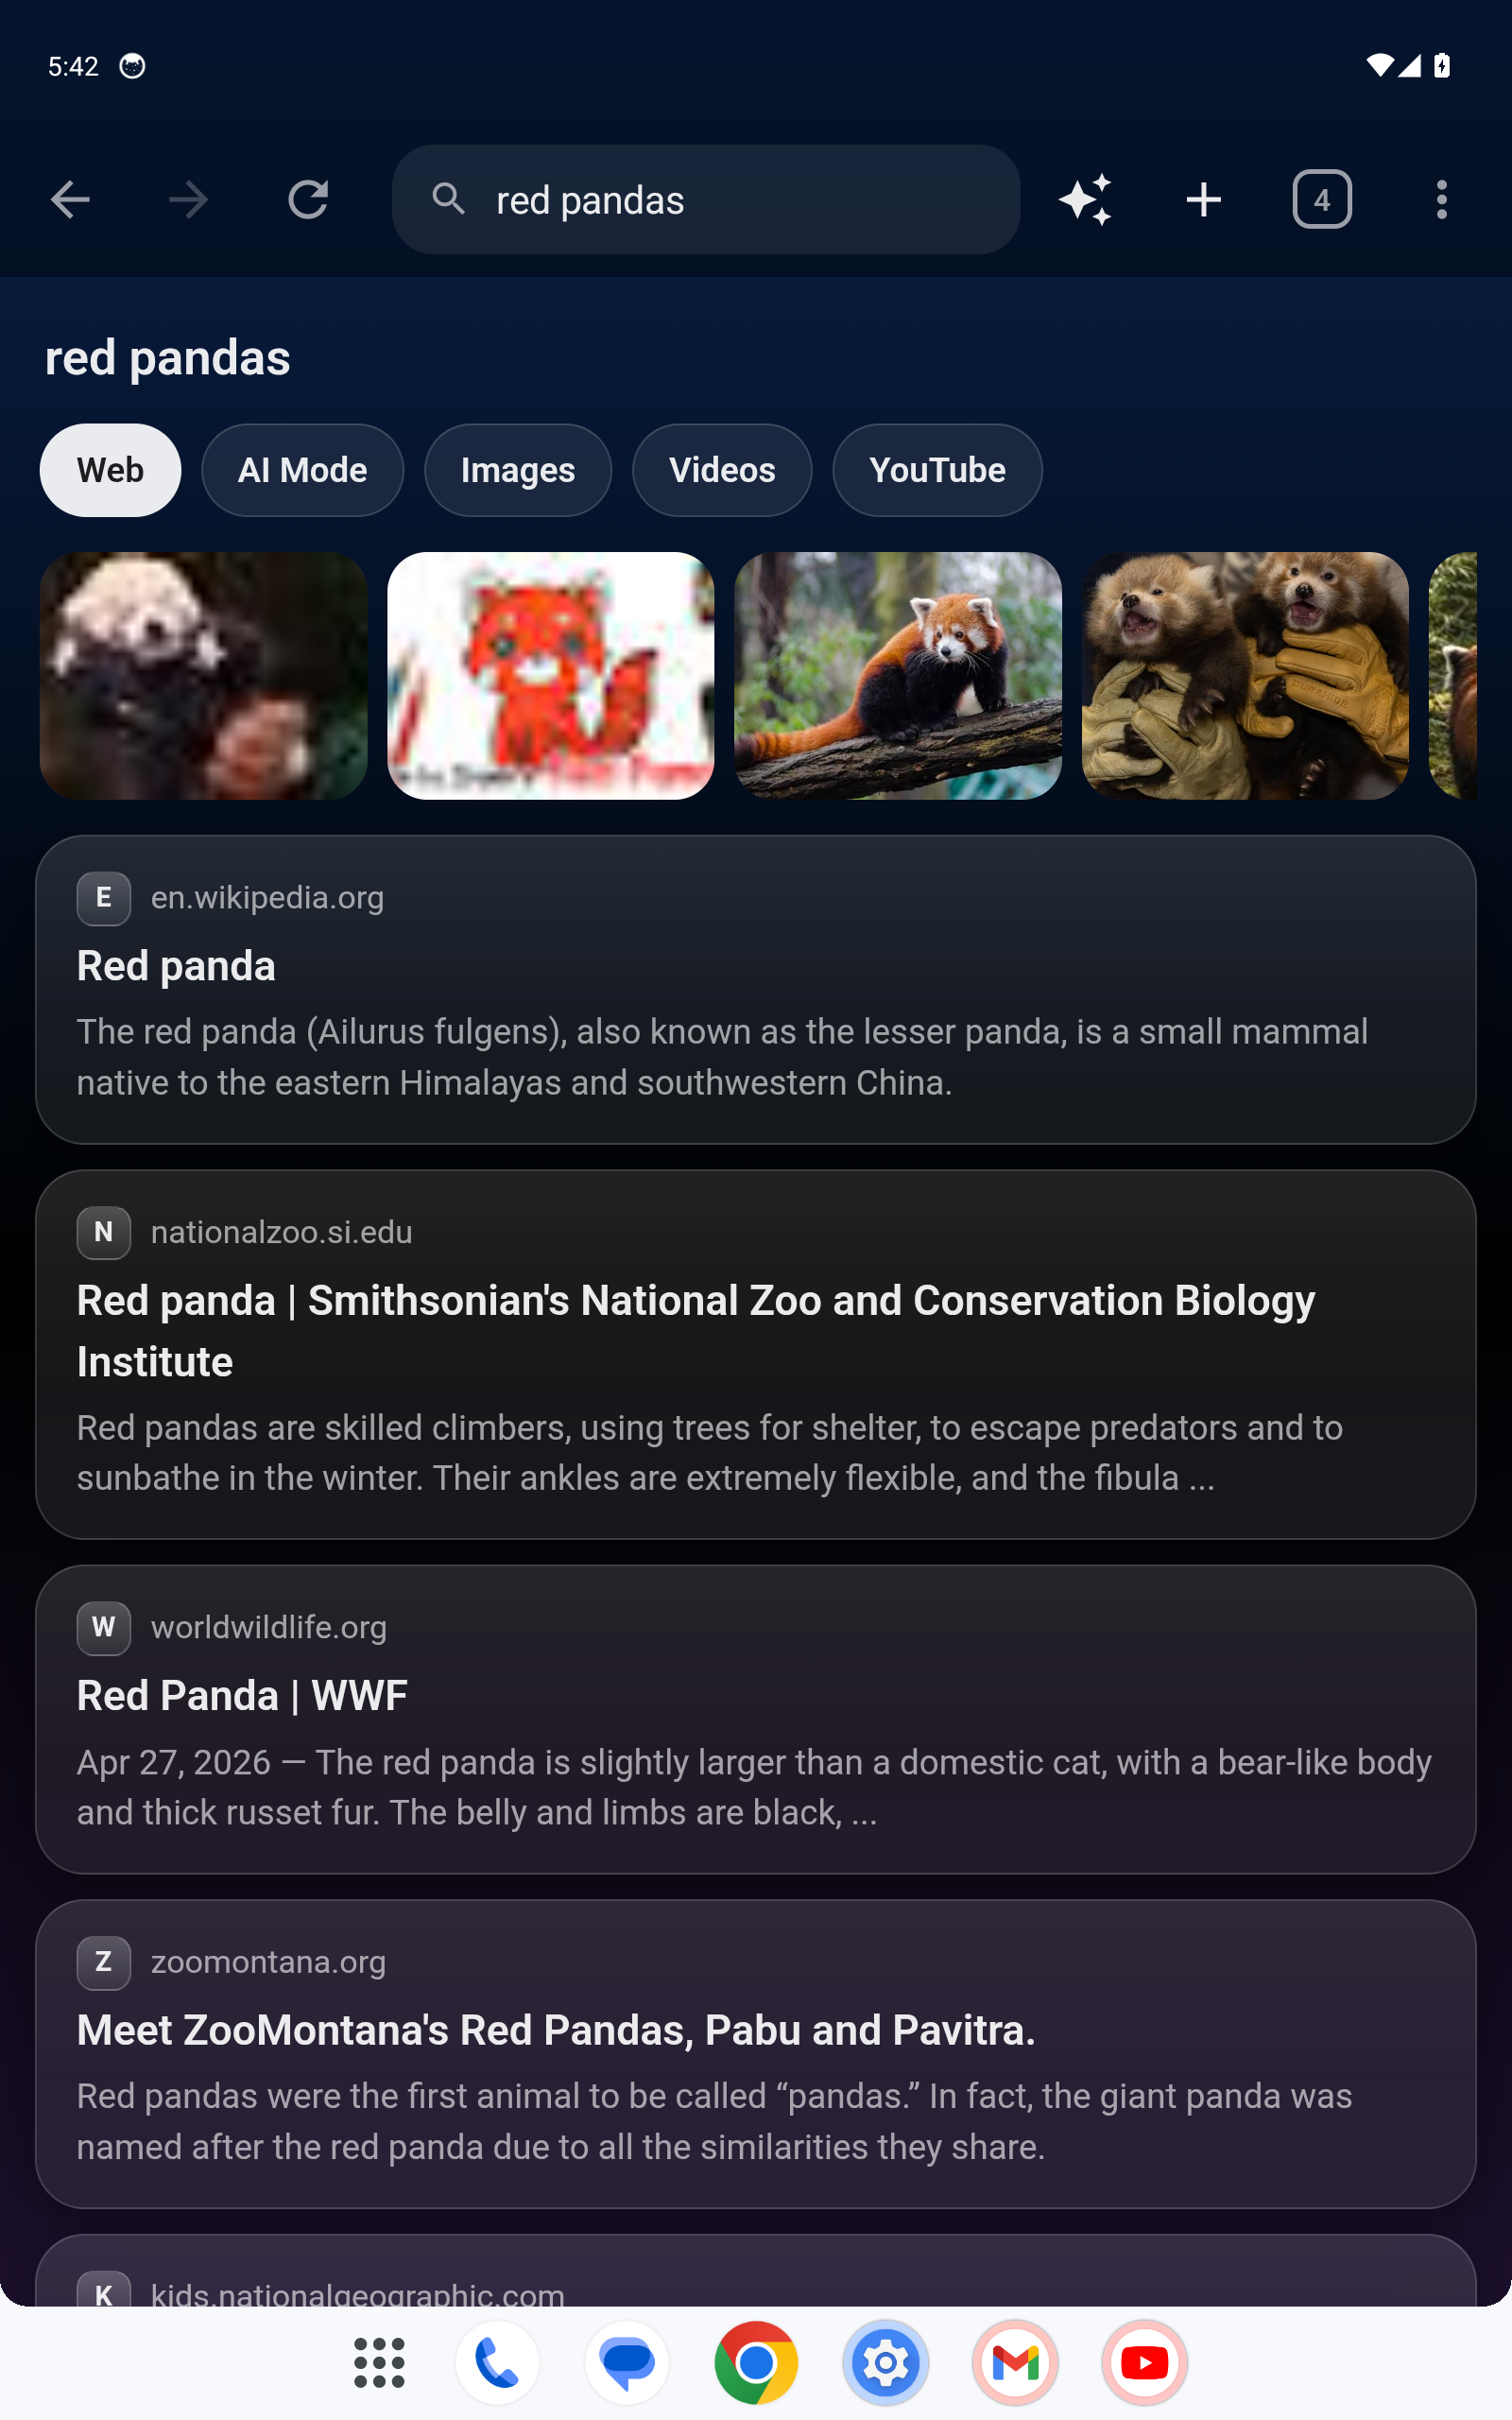 5:42
red pandas
4
red pandas
Web
AI Mode
Images
Videos
YouTube
E
en.wikipedia.org
Red panda
The red panda (Ailurus fulgens), also known as the lesser panda, is a small mammal
native to the eastern Himalayas and southwestern China.
N
nationalzoo.si.edu
Red panda | Smithsonian's National Zoo and Conservation Biology
Institute
Red pandas are skilled climbers, using trees for shelter, to escape predators and to
sunbathe in the winter. Their ankles are extremely flexible, and the fibula ...
W
worldwildlife.org
Red Panda | WWF
Apr 27, 2026 — The red panda is slightly larger than a domestic cat, with a bear-like body
and thick russet fur. The belly and limbs are black, ...
Z
zoomontana.org
Meet ZooMontana's Red Pandas, Pabu and Pavitra.
Red pandas were the first animal to be called “pandas.” In fact, the giant panda was
named after the red panda due to all the similarities they share.
K
kids.nationalgeographic.com